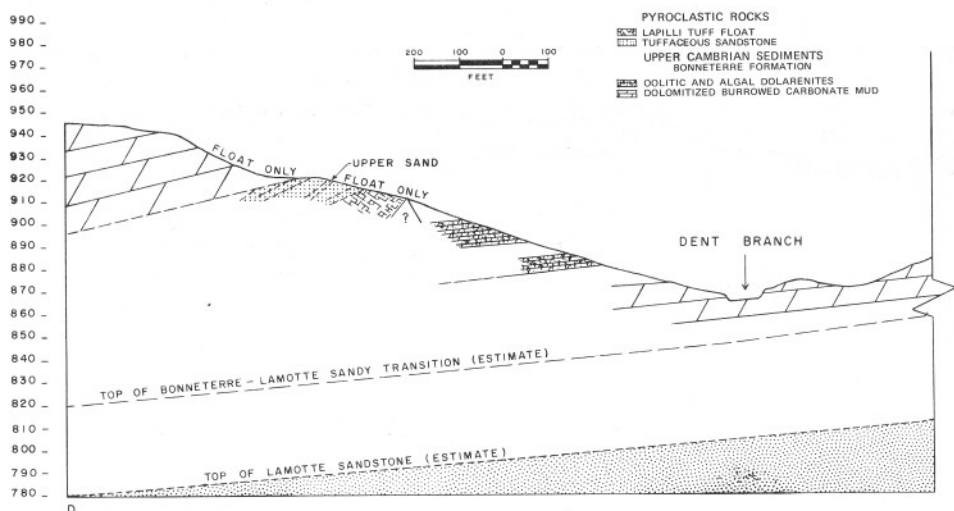 990
980
970
960
950
940
930
920
910
900
890
880
870
860
850
840
830
820
810
800
790
780
200 100 0 100
FEET
PYROCLASTIC ROCKS
LAPILLI TUFF FLOAT
TUFFACEOUS SANDSTONE
UPPER CAMBRIAN SEDIMENTS
BONNETERRE FORMATION
OOLITIC AND ALGAL DOLARENITES
DOLOMITIZED BURROWED CARBONATE MUD
FLOAT ONLY
UPPER SAND
FLOAT ONLY
?
DENT BRANCH
TOP OF BONNETERRE-LAMOTTE SANDY TRANSITION (ESTIMATE)
TOP OF LAMOTTE SANDSTONE (ESTIMATE)